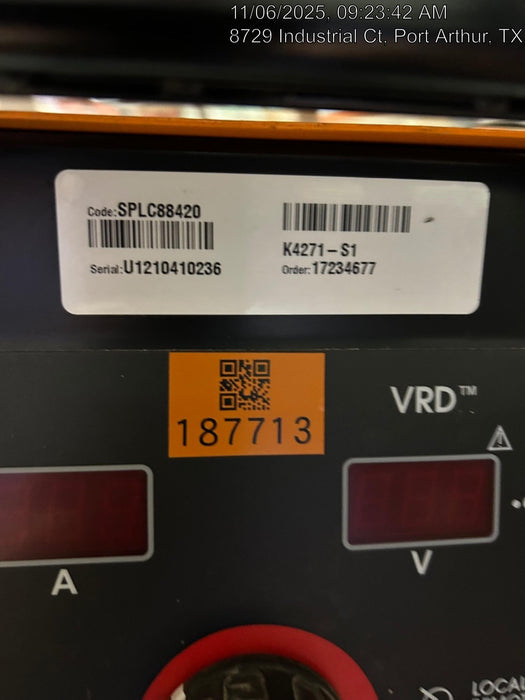 11/06/2025, 09:23:42 AM
8729 Industrial Ct, Port Arthur, TX
Code:SPLC88420
Serial:U1210410236
K4271-S1
Order:17234677
187713
VRD™
A
V
LOCAL